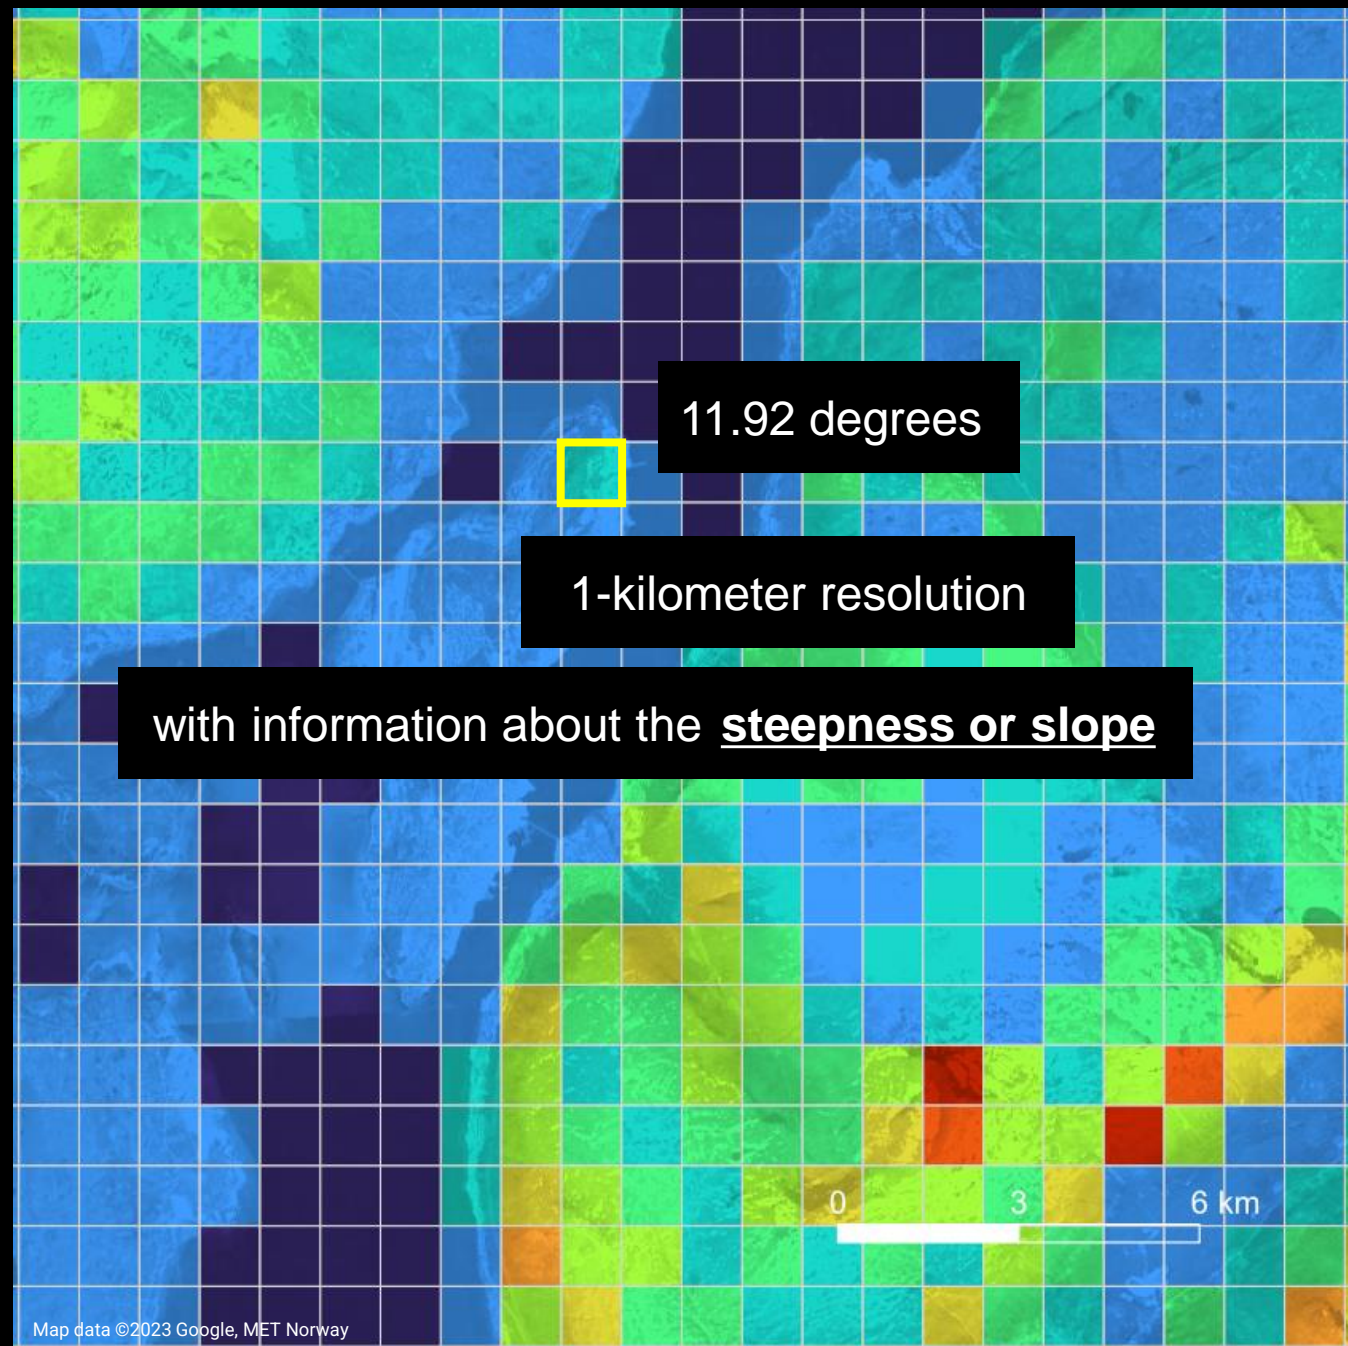 11.92 degrees
1-kilometer resolution
with information about the steepness or slope
0 3 6 km
Map data ©2023 Google, MET Norway